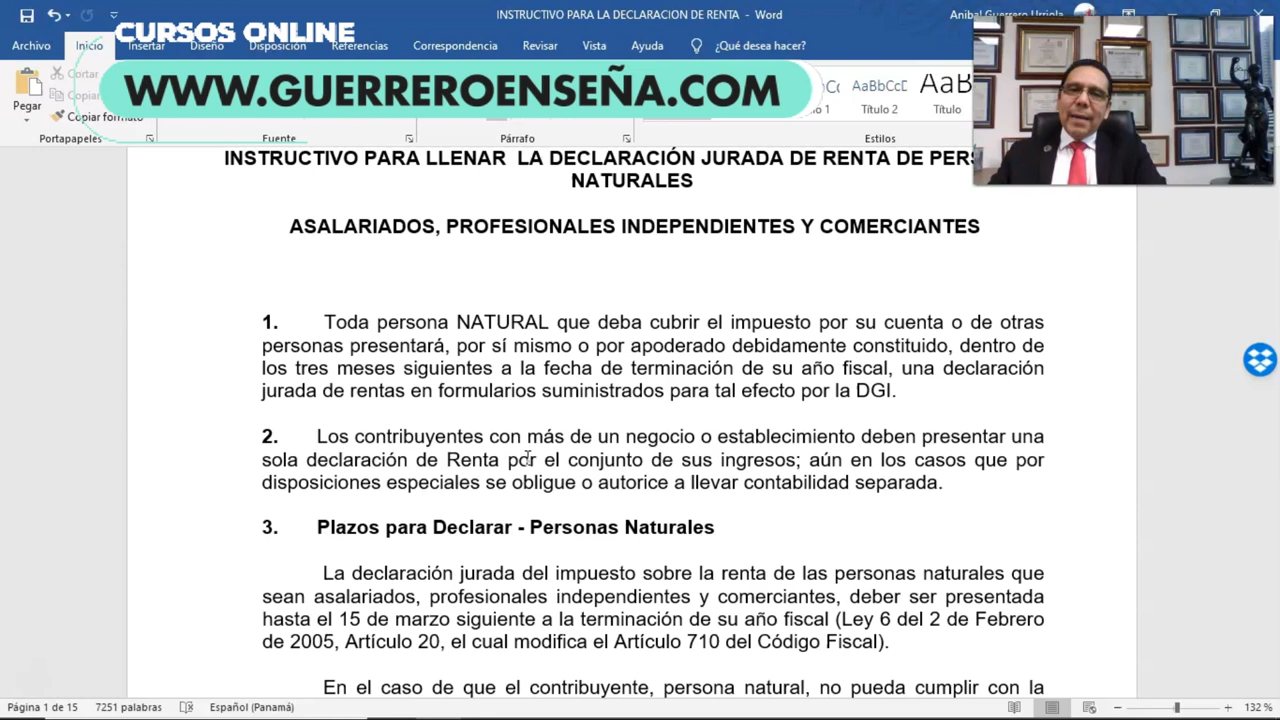 INSTRUCTIVO PARA LA DECLARACION DE RENTA - Word
Anibal Guerrero Urriola
CURSOS ONLINE
Archivo Inicio Insertar Diseño Disposición Referencias Correspondencia Revisar Vista Ayuda ¿Qué desea hacer?
WWW.GUERREROENSEÑA.COM
Cortar
Copiar
Copiar formato
Pegar
AaBbCcD AaB
Título 2 Título
Portapapeles Fuente Párrafo Estilos
INSTRUCTIVO PARA LLENAR LA DECLARACIÓN JURADA DE RENTA DE PERS
NATURALES
ASALARIADOS, PROFESIONALES INDEPENDIENTES Y COMERCIANTES
1. Toda persona NATURAL que deba cubrir el impuesto por su cuenta o de otras
personas presentará, por sí mismo o por apoderado debidamente constituido, dentro de
los tres meses siguientes a la fecha de terminación de su año fiscal, una declaración
jurada de rentas en formularios suministrados para tal efecto por la DGI.
2. Los contribuyentes con más de un negocio o establecimiento deben presentar una
sola declaración de Renta por el conjunto de sus ingresos; aún en los casos que por
disposiciones especiales se obligue o autorice a llevar contabilidad separada.
3. Plazos para Declarar - Personas Naturales
La declaración jurada del impuesto sobre la renta de las personas naturales que
sean asalariados, profesionales independientes y comerciantes, deber ser presentada
hasta el 15 de marzo siguiente a la terminación de su año fiscal (Ley 6 del 2 de Febrero
de 2005, Artículo 20, el cual modifica el Artículo 710 del Código Fiscal).
En el caso de que el contribuyente, persona natural, no pueda cumplir con la
Página 1 de 15 7251 palabras Español (Panamá) 132 %